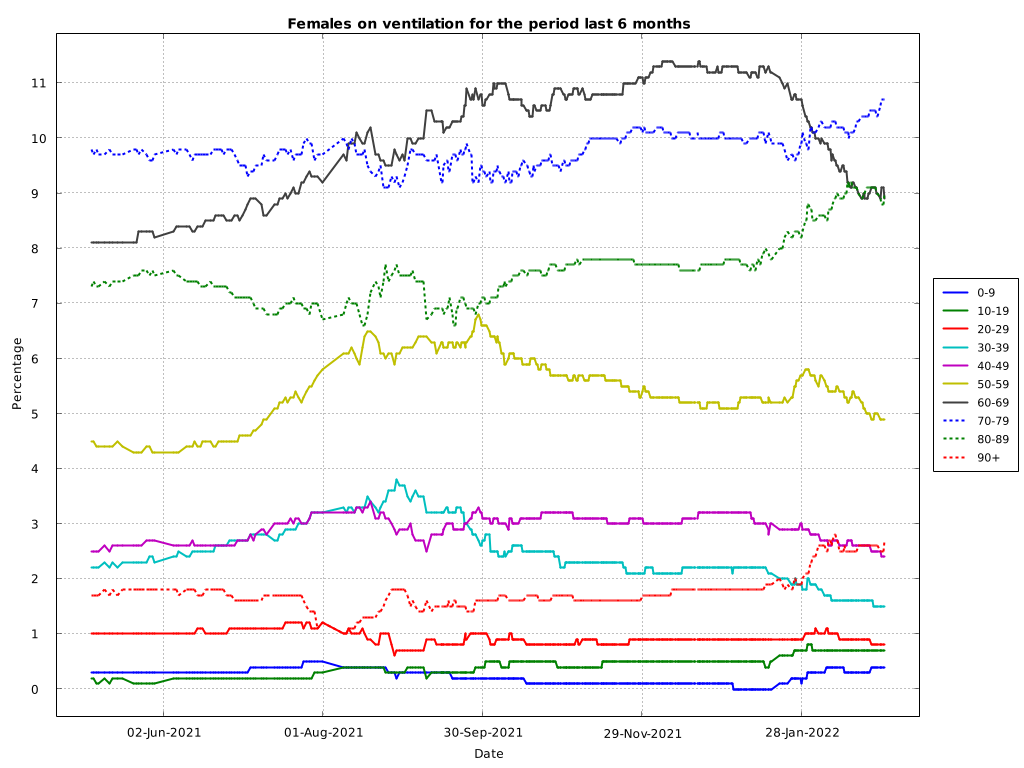 Females on ventilation for the period last 6 months
Percentage
11
10
9
8
7
6
5
4
3
2
1
0
02-Jun-2021
01-Aug-2021
30-Sep-2021
29-Nov-2021
28-Jan-2022
Date
0-9
10-19
20-29
30-39
40-49
50-59
60-69
70-79
80-89
90+